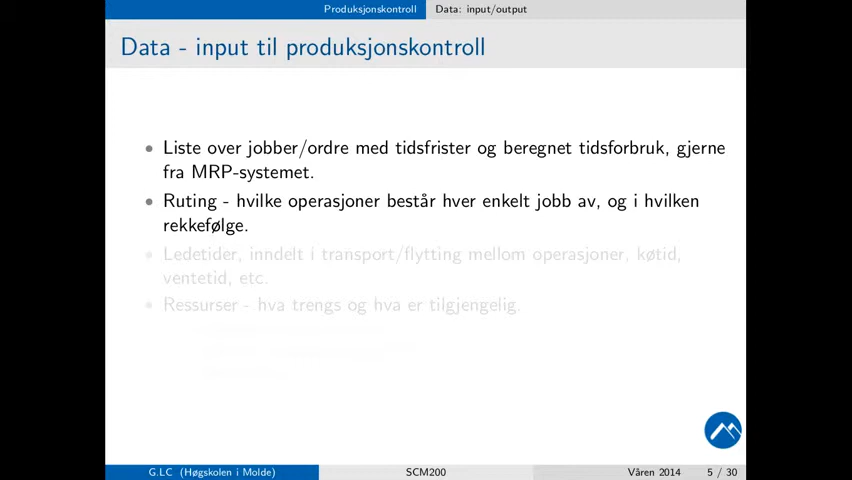 Produksjonskontroll Data: input/output
Data - input til produksjonskontroll
Liste over jobber/ordre med tidsfrister og beregnet tidsforbruk, gjerne
fra MRP-systemet.
Ruting - hvilke operasjoner består hver enkelt jobb av, og i hvilken
rekkefølge.
Ledetider, inndelt i transport/flytting mellom operasjoner, køtid,
ventetid, etc.
Ressurser - hva trengs og hva er tilgjengelig.
G.LC (Høgskolen i Molde) SCM200 Våren 2014 5 / 30